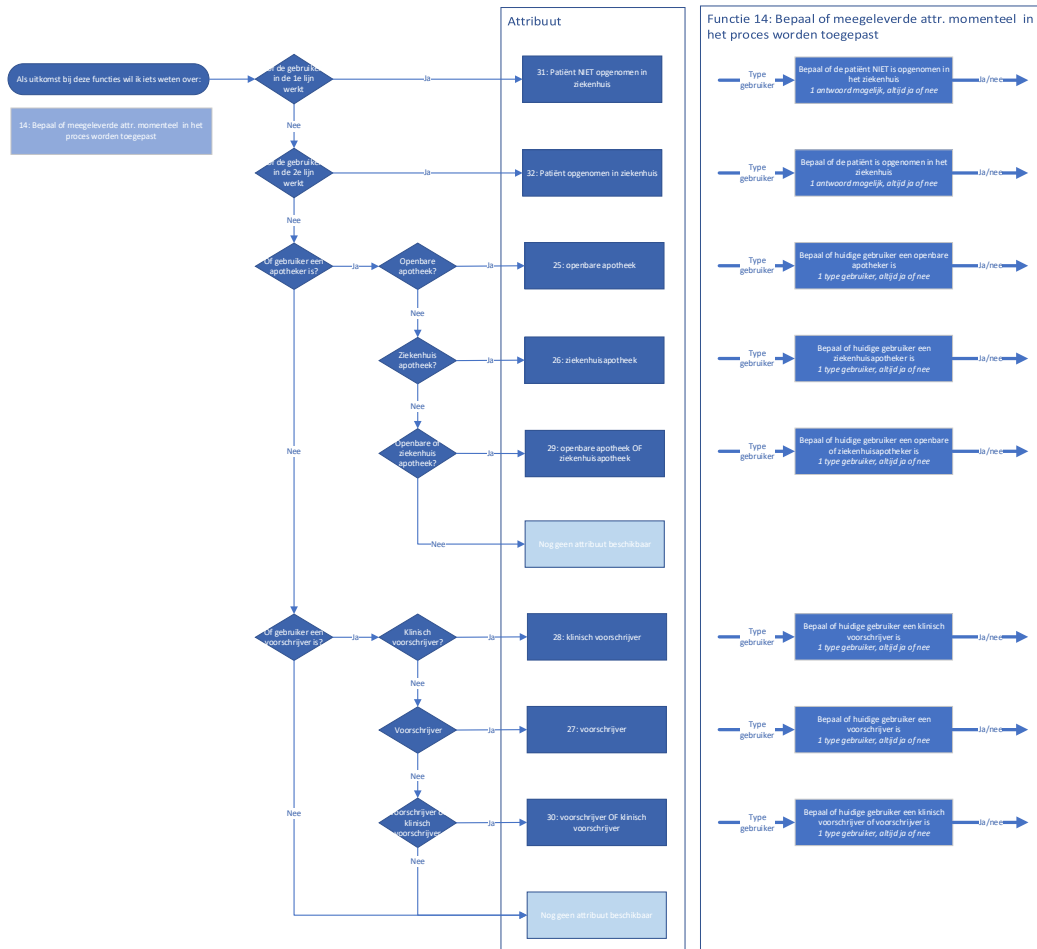 Attribuut
Functie 14: Bepaal of meegeleverde attr. momenteel in
het proces worden toegepast
Als uitkomst bij deze functies wil ik iets weten over:
14: Bepaal of meegeleverde attr. momenteel in het
proces worden toegepast
de gebruiker
in de 1e lijn
werkt
Ja
31: Patiënt NIET opgenomen in
ziekenhuis
Type
gebruiker
Bepaal of de patiënt NIET is opgenomen in
het ziekenhuis
1 antwoord mogelijk, altijd ja of nee
Ja/nee
Nee
de gebruiker
in de 2e lijn
werkt
Ja
32: Patiënt opgenomen in ziekenhuis
Type
gebruiker
Bepaal of de patiënt is opgenomen in het
ziekenhuis
1 antwoord mogelijk, altijd ja of nee
Ja/nee
Nee
Of gebruiker een
apotheker is?
Ja
Openbare
apotheek?
Ja
25: openbare apotheek
Type
gebruiker
Bepaal of huidige gebruiker een openbare
apotheker is
1 type gebruiker, altijd ja of nee
Ja/nee
Nee
Ziekenhuis
apotheek?
Ja
26: ziekenhuisapotheek
Type
gebruiker
Bepaal of huidige gebruiker een
ziekenhuisapotheker is
1 type gebruiker, altijd ja of nee
Ja/nee
Nee
Nee
Openbare of
ziekenhuis
apotheek?
Ja
29: openbare apotheek OF
ziekenhuisapotheek
Type
gebruiker
Bepaal of huidige gebruiker een openbare
of ziekenhuisapotheker is
1 type gebruiker, altijd ja of nee
Ja/nee
Nee
Nog geen attribuut beschikbaar
Of gebruiker een
voorschrijver is?
Ja
Klinisch
voorschrijver?
Ja
28: klinisch voorschrijver
Type
gebruiker
Bepaal of huidige gebruiker een klinisch
voorschrijver is
1 type gebruiker, altijd ja of nee
Ja/nee
Nee
Voorschrijver
Ja
27: voorschrijver
Type
gebruiker
Bepaal of huidige gebruiker een
voorschrijver is
1 type gebruiker, altijd ja of nee
Ja/nee
Nee
Nee
voorschrijver of
klinisch
voorschrijver
Ja
30: voorschrijver OF klinisch
voorschrijver
Type
gebruiker
Bepaal of huidige gebruiker een klinisch
voorschrijver of voorschrijver is
1 type gebruiker, altijd ja of nee
Ja/nee
Nee
Nog geen attribuut beschikbaar